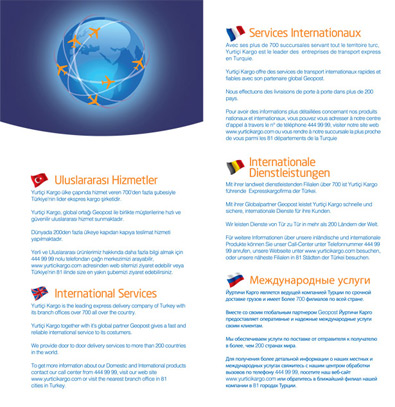 Uluslararası Hizmetler
Yurtiçi Kargo ülke çapında hizmet veren 700'den fazla şubesiyle
Türkiye'nin lider ekspres kargo şirketidir.
Yurtiçi Kargo, global ortağı Geopost ile birlikte müşterilerine hızlı ve
güvenilir uluslararası hizmet sunmaktadır.
Dünyada 200'den fazla ülkeye kapıdan kapıya teslimat hizmeti
yapmaktadır.
Yerli ve Uluslararası ürünlerimiz hakkında daha fazla bilgi almak için
444 99 99 nolu telefondan çağrı merkezimizi arayabilir,
www.yurticikargo.com adresinden web sitemizi ziyaret edebilir veya
Türkiye'nin 81 ilinde size en yakın şubemizi ziyaret edebilirsiniz.
International Services
Yurtiçi Kargo is the leading express delivery company of Turkey with
its branch offices over 700 all over the country.
Yurtiçi Kargo together with it's global partner Geopost gives a fast and
reliable international service to its costumers.
We provide door to door delivery services to more than 200 countries
in the world.
To get more information about our Domestic and International products
contact our call center from 444 99 99, visit our web site
www.yurticikargo.com or visit the nearest branch office in 81
cities in Turkey.
Services Internationaux
Avec ses plus de 700 succursales servant tout le territoire turc,
Yurtiçi Kargo est le leader des entreprises de transport express
en Turquie.
Yurtiçi Kargo offre des services de transport internationaux rapides et
fiables avec son partenaire global Geopost.
Nous effectuons des livraisons de porte à porte dans plus de 200
pays.
Pour avoir des informations plus détaillées concernant nos produits
nationaux et internationaux, vous pouvez vous adresser à notre centre
d'appel à travers le n° de téléphone 444 99 99, visiter notre site web
www.yurticikargo.com ou vous rendre à notre succursale la plus proche
de vous parmi les 81 départements de la Turquie
Internationale
Dienstleistungen
Mit ihrer landweit dienstleistenden Filialen über 700 ist Yurtiçi Kargo
führende Expresskargofirma der Türkei.
Mit ihrer Globalpartner Geopost leistet Yurtiçi Kargo schnelle und
sichere, internationale Dienste für ihre Kunden.
Wir leisten Dienste von Tür zu Tür in mehr als 200 Ländern der Welt.
Für weitere Informationen über unsere inländische und internationale
Produkte können Sie unser Call-Center unter Telefonnummer 444 99
99 anrufen, unsere Webseite unter www.yurticikargo.com besuchen,
oder unsere näheste Filiale in 81 Städten der Türkei besuchen.
Международные услуги
Йуртичи Карго является ведущей компанией Турции по срочной
доставке грузов и имеет более 700 филиалов по всей стране.
Вместе со своим глобальным партнером Geopost Йуртичи Карго
предоставляет оперативные и надежные международные услуги
своим клиентам.
Мы обеспечиваем услуги по поставке от отправителя к получателю
в более, чем 200 странах мира.
Для получения более детальной информации о наших местных и
международных услугах свяжитесь с нашим центром обработки
вызовов по телефону 444 99 99, посетите наш веб-сайт
www.yurticikargo.com или обратитесь в ближайший филиал нашей
компании в 81 городах Турции.